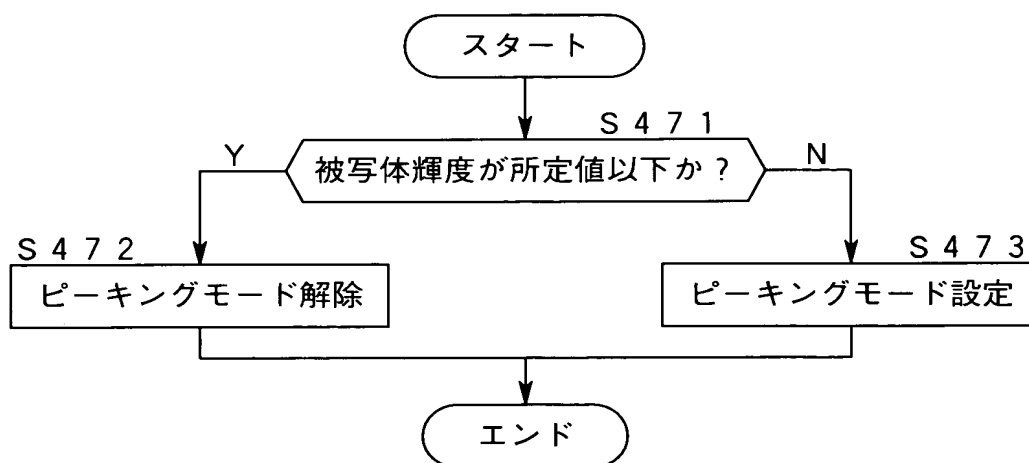 スタート
S471
被写体輝度が所定値以下か?
Y
N
S472
ピーキングモード解除
S473
ピーキングモード設定
エンド